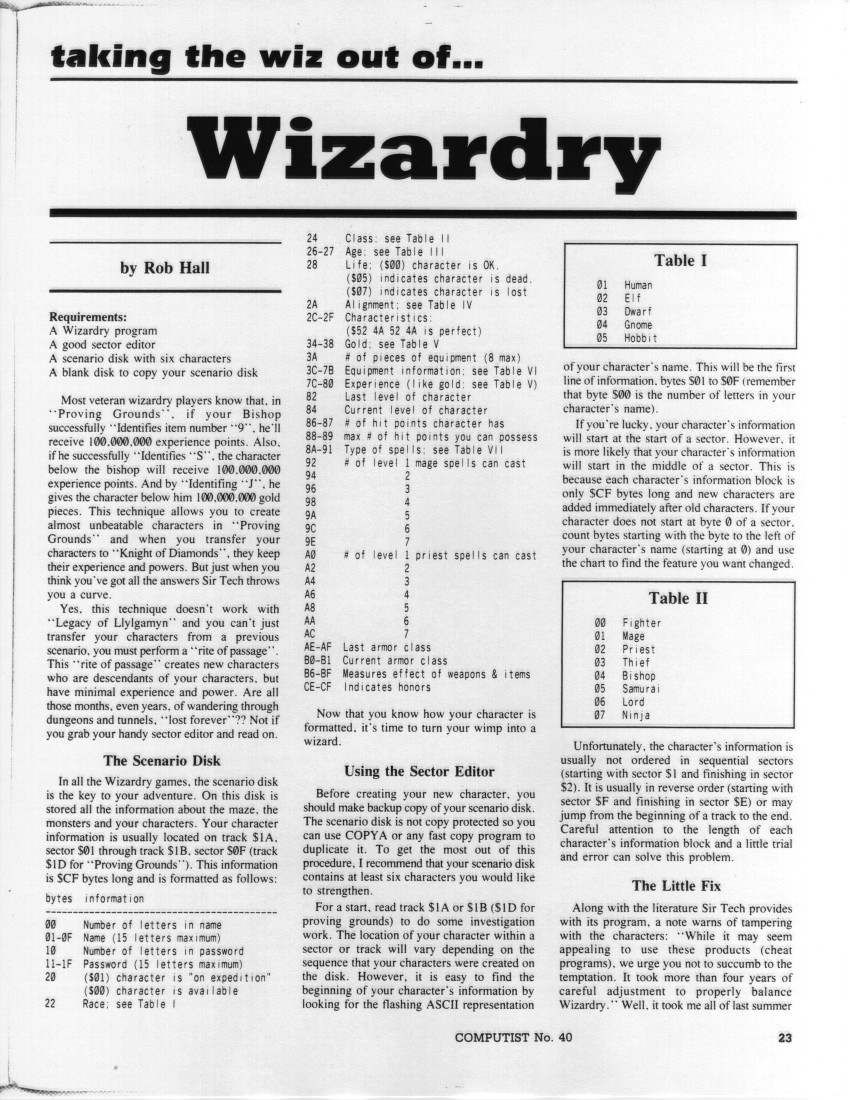 taking the wiz out of...
Wizardry
by Rob Hall
Requirements:
A Wizardry program
A good sector editor
A scenario disk with six characters
A blank disk to copy your scenario disk
Most veteran wizardry players know that, in
"Proving Grounds", if your Bishop
successfully "Identifies item number "9", he'll
receive 100,000,000 experience points. Also,
if he successfully "Identifies "S", the character
below the bishop will receive 100,000,000
experience points. And by "Identifing "J", he
gives the character below him 100,000,000 gold
pieces. This technique allows you to create
almost unbeatable characters in "Proving
Grounds" and when you transfer your
characters to "Knight of Diamonds", they keep
their experience and powers. But just when you
think you've got all the answers Sir Tech throws
you a curve.
Yes, this technique doesn't work with
"Legacy of Llylgamyn" and you can't just
transfer your characters from a previous
scenario, you must perform a "rite of passage".
This "rite of passage" creates new characters
who are descendants of your characters, but
have minimal experience and power. Are all
those months, even years, of wandering through
dungeons and tunnels, "lost forever"?? Not if
you grab your handy sector editor and read on.
The Scenario Disk
In all the Wizardry games, the scenario disk
is the key to your adventure. On this disk is
stored all the information about the maze, the
monsters and your characters. Your character
information is usually located on track $1A,
sector $01 through track $1B, sector $0F (track
$1D for "Proving Grounds"). This information
is $CF bytes long and is formatted as follows:
bytes information
00 Number of letters in name
01-0F Name (15 letters maximum)
10 Number of letters in password
11-1F Password (15 letters maximum)
20 ($01) character is "on expedition"
($00) character is available
22 Race; see Table I
24 Class; see Table II
26-27 Age; see Table III
28 Life; ($00) character is OK.
($05) indicates character is dead.
($07) indicates character is lost
2A Alignment; see Table IV
2C-2F Characteristics:
($52 4A 52 4A is perfect)
34-38 Gold; see Table V
3A # of pieces of equipment (8 max)
3C-7B Equipment information; see Table VI
7C-80 Experience (like gold; see Table V)
82 Last level of character
84 Current level of character
86-87 # of hit points character has
88-89 max # of hit points you can possess
8A-91 Type of spells; see Table VII
92 # of level 1 mage spells can cast
94 2
96 3
98 4
9A 5
9C 6
9E 7
A0 # of level 1 priest spells can cast
A2 2
A4 3
A6 4
A8 5
AA 6
AC 7
AE-AF Last armor class
B0-B1 Current armor class
B6-BF Measures effect of weapons & items
CE-CF Indicates honors
Now that you know how your character is
formatted, it's time to turn your wimp into a
wizard.
Using the Sector Editor
Before creating your new character, you
should make backup copy of your scenario disk.
The scenario disk is not copy protected so you
can use COPYA or any fast copy program to
duplicate it. To get the most out of this
procedure, I recommend that your scenario disk
contains at least six characters you would like
to strengthen.
For a start, read track $1A or $1B ($1D for
proving grounds) to do some investigation
work. The location of your character within a
sector or track will vary depending on the
sequence that your characters were created on
the disk. However, it is easy to find the
beginning of your character's information by
looking for the flashing ASCII representation
Table I
01 Human
02 Elf
03 Dwarf
04 Gnome
05 Hobbit
of your character's name. This will be the first
line of information, bytes $01 to $0F (remember
that byte $00 is the number of letters in your
character's name).
If you're lucky, your character's information
will start at the start of a sector. However, it
is more likely that your character's information
will start in the middle of a sector. This is
because each character's information block is
only $CF bytes long and new characters are
added immediately after old characters. If your
character does not start at byte 0 of a sector,
count bytes starting with the byte to the left of
your character's name (starting at 0) and use
the chart to find the feature you want changed.
Table II
00 Fighter
01 Mage
02 Priest
03 Thief
04 Bishop
05 Samurai
06 Lord
07 Ninja
Unfortunately, the character's information is
usually not ordered in sequential sectors
(starting with sector $1 and finishing in sector
$2). It is usually in reverse order (starting with
sector $F and finishing in sector $E) or may
jump from the beginning of a track to the end.
Careful attention to the length of each
character's information block and a little trial
and error can solve this problem.
The Little Fix
Along with the literature Sir Tech provides
with its program, a note warns of tampering
with the characters: "While it may seem
appealing to use these products (cheat
programs), we urge you not to succumb to the
temptation. It took more than four years of
careful adjustment to properly balance
Wizardry." Well, it took me all of last summer
COMPUTIST No. 40
23